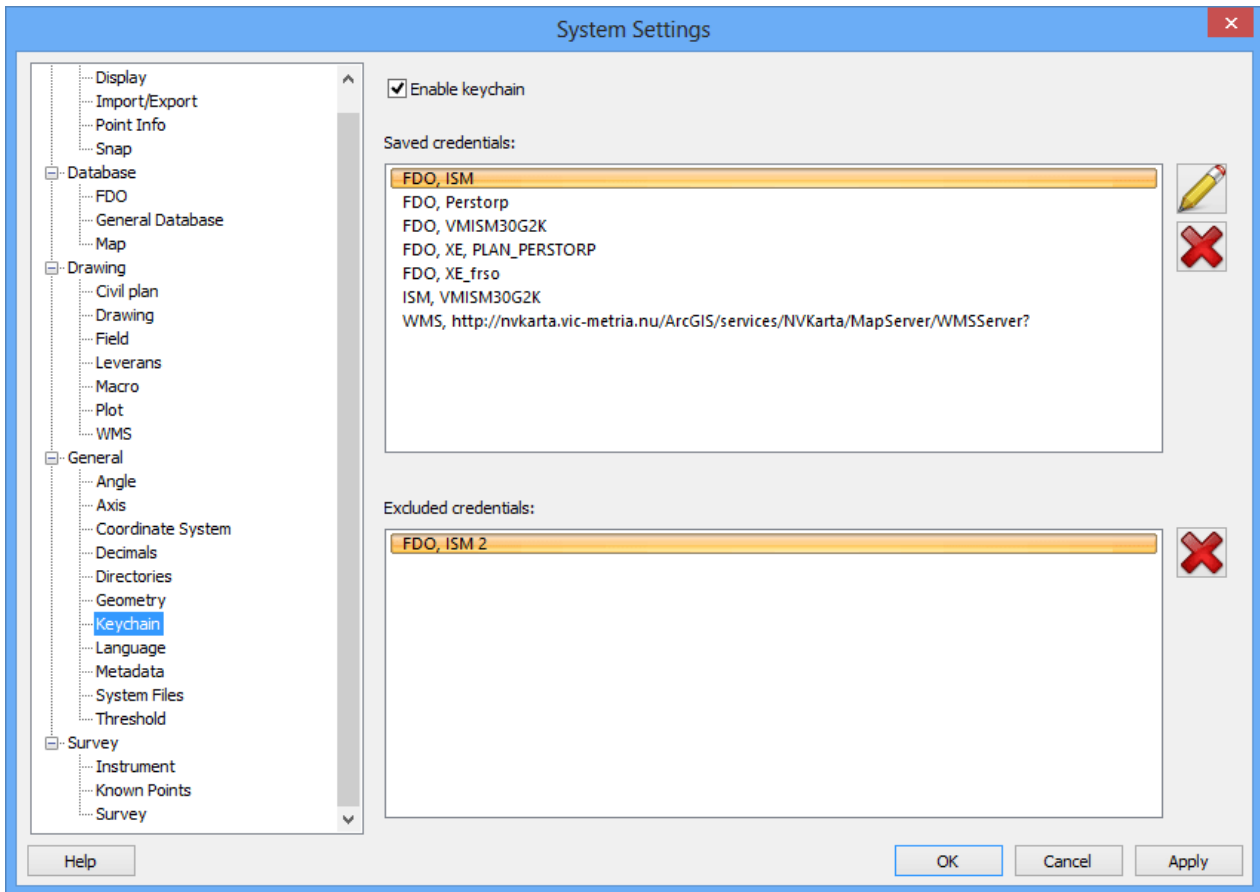 System Settings
Display
Import/Export
Point Info
Snap
Database
FDO
General Database
Map
Drawing
Civil plan
Drawing
Field
Leverans
Macro
Plot
WMS
General
Angle
Axis
Coordinate System
Decimals
Directories
Geometry
Keychain
Language
Metadata
System Files
Threshold
Survey
Instrument
Known Points
Survey
Enable keychain
Saved credentials:
FDO, ISM
FDO, Perstorp
FDO, VMISM30G2K
FDO, XE, PLAN_PERSTORP
FDO, XE_frso
ISM, VMISM30G2K
WMS, http://nvkarta.vic-metria.nu/ArcGIS/services/NVKarta/MapServer/WMSServer?
Excluded credentials:
FDO, ISM 2
Help
OK
Cancel
Apply